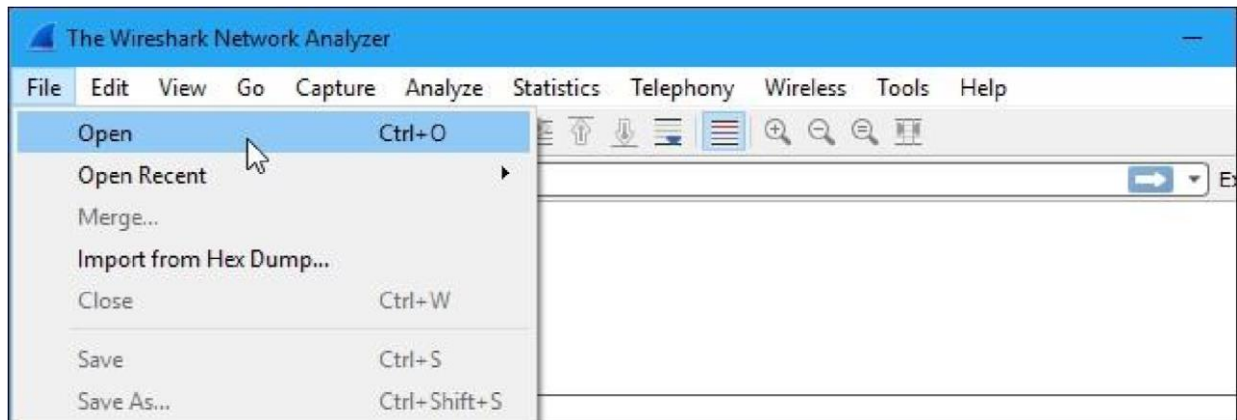 The Wireshark Network Analyzer
File Edit View Go Capture Analyze Statistics Telephony Wireless Tools Help
Open Ctrl+O
Open Recent
Merge...
Import from Hex Dump...
Close Ctrl+W
Save Ctrl+S
Save As... Ctrl+Shift+S